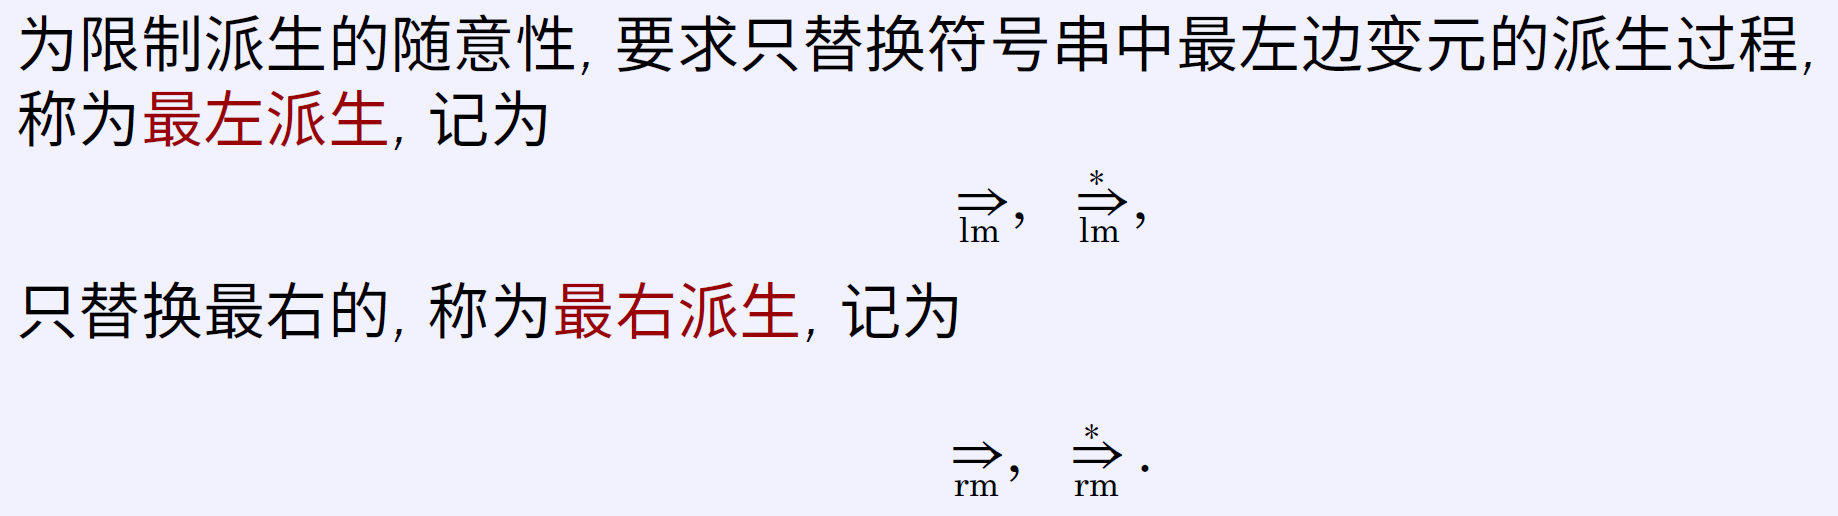 为限制派生的随意性, 要求只替换符号串中最左边变元的派生过程,
称为最左派生, 记为
⇒, *⇒,
lm lm
只替换最右的, 称为最右派生, 记为
⇒, *⇒.
rm rm